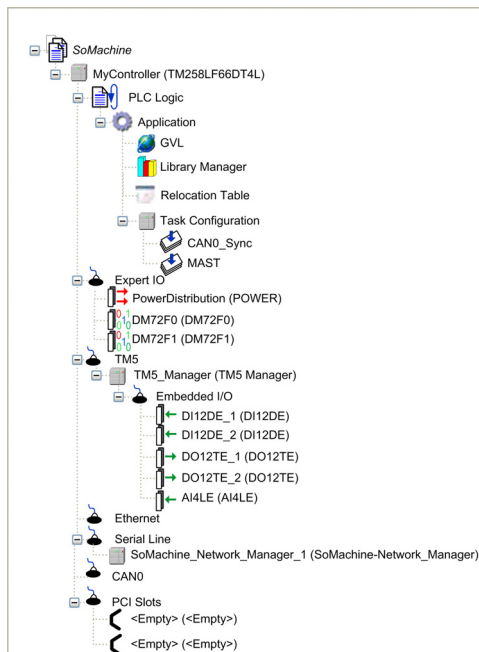 SoMachine
MyController (TM258LF66DT4L)
PLC Logic
Application
GVL
Library Manager
Relocation Table
Task Configuration
CAN0_Sync
MAST
Expert IO
PowerDistribution (POWER)
DM72F0 (DM72F0)
DM72F1 (DM72F1)
TM5
TM5_Manager (TM5 Manager)
Embedded I/O
DI12DE_1 (DI12DE)
DI12DE_2 (DI12DE)
DO12TE_1 (DO12TE)
DO12TE_2 (DO12TE)
AI4LE (AI4LE)
Ethernet
Serial Line
SoMachine_Network_Manager_1 (SoMachine-Network_Manager)
CAN0
PCI Slots
<Empty> (<Empty>)
<Empty> (<Empty>)